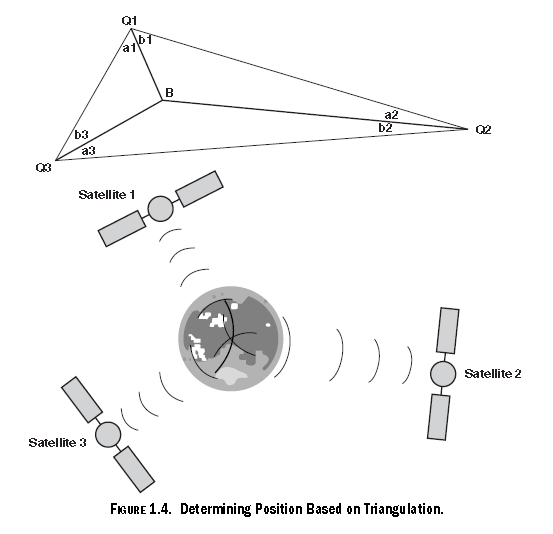 Q1
b1
a1
B
a2
b2
Q2
b3
a3
Q3
Satellite 1
Satellite 2
Satellite 3
FIGURE 1.4. Determining Position Based on Triangulation.